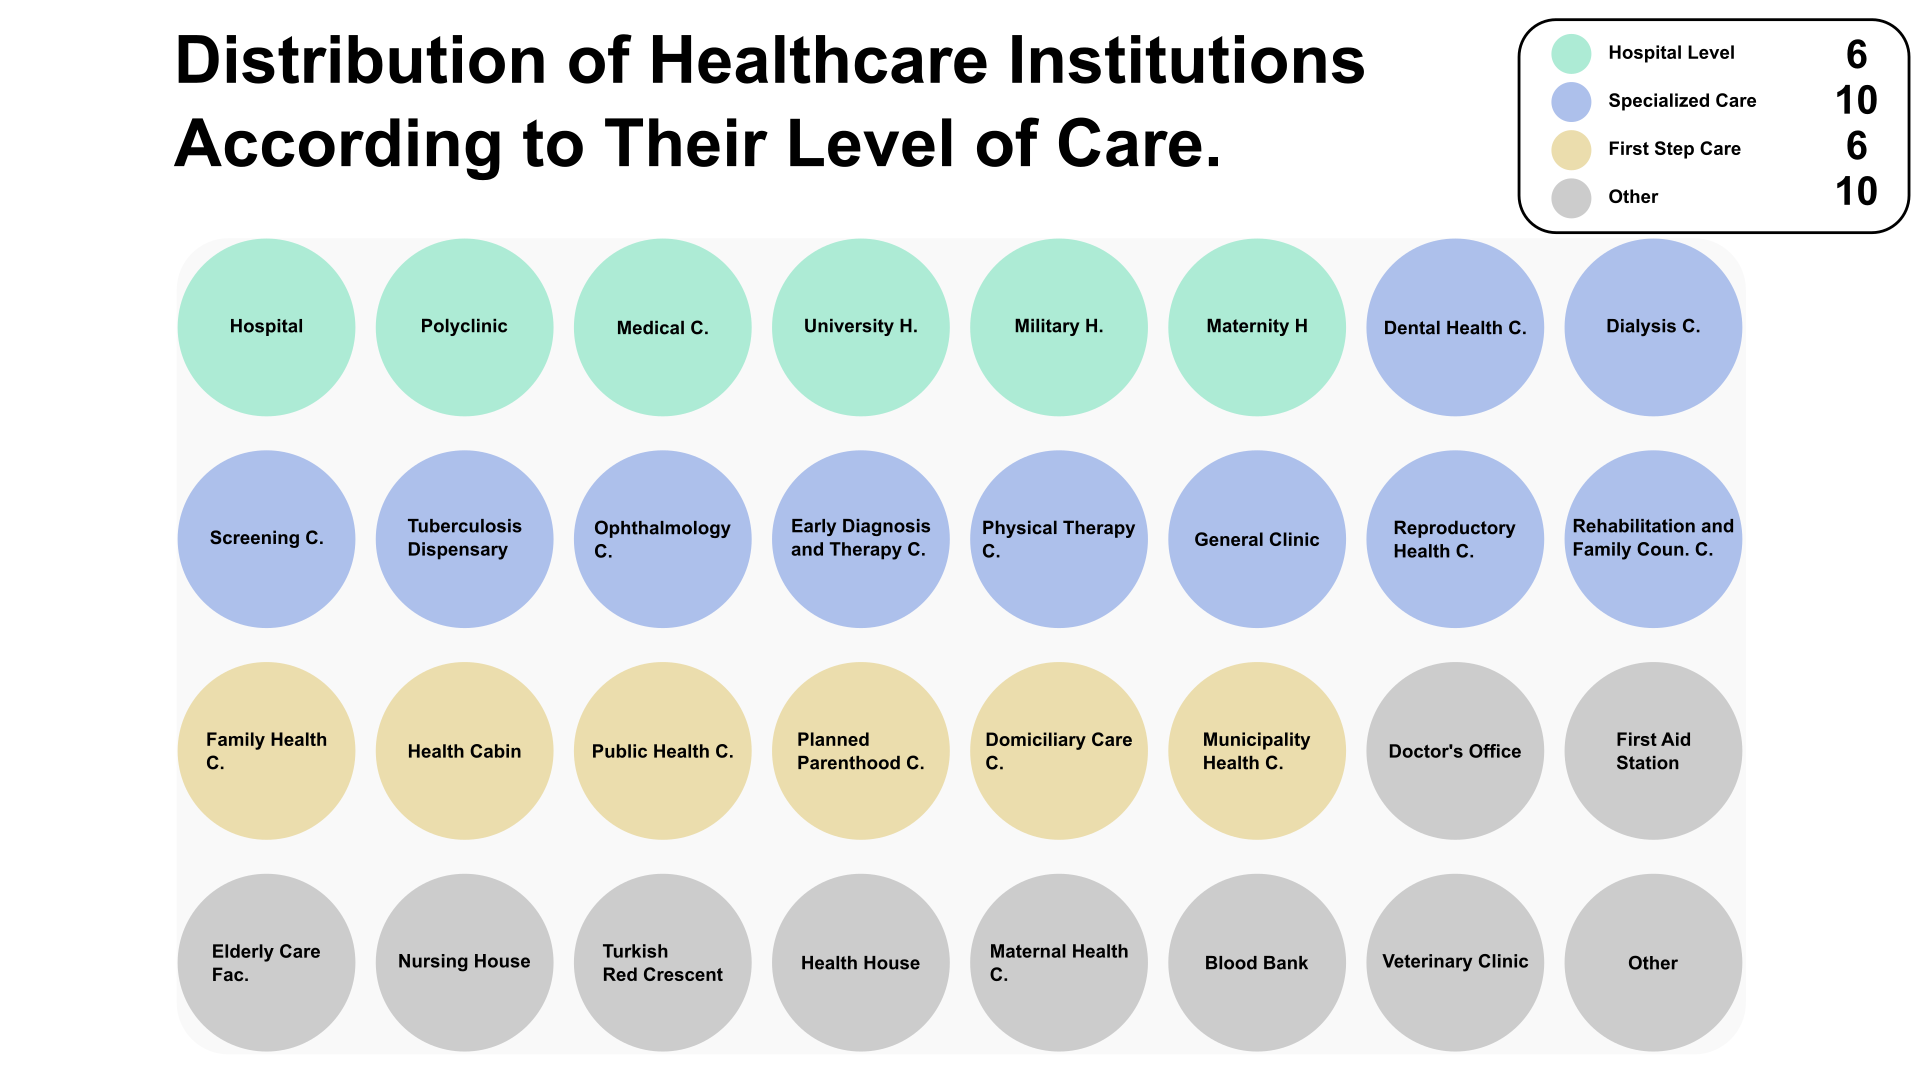 Distribution of Healthcare Institutions
According to Their Level of Care.
Hospital Level 6
Specialized Care 10
First Step Care 6
Other 10
Hospital
Polyclinic
Medical C.
University H.
Military H.
Maternity H
Dental Health C.
Dialysis C.
Screening C.
Tuberculosis
Dispensary
Ophthalmology
C.
Early Diagnosis
and Therapy C.
Physical Therapy
C.
General Clinic
Reproductory
Health C.
Rehabilitation and
Family Coun. C.
Family Health
C.
Health Cabin
Public Health C.
Planned
Parenthood C.
Domiciliary Care
C.
Municipality
Health C.
Doctor's Office
First Aid
Station
Elderly Care
Fac.
Nursing House
Turkish
Red Crescent
Health House
Maternal Health
C.
Blood Bank
Veterinary Clinic
Other